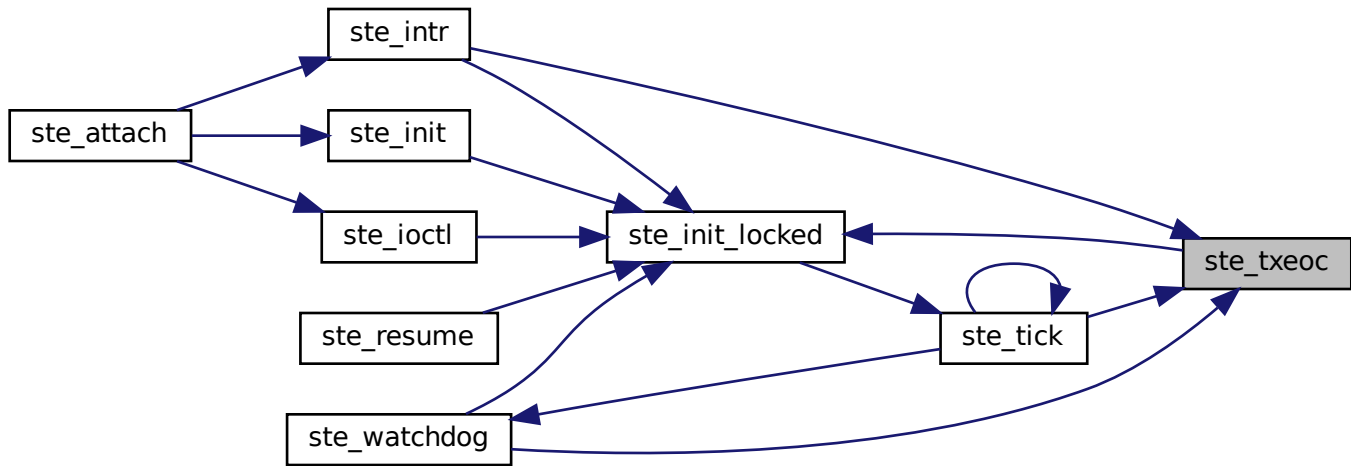 ste_intr
ste_attach
ste_init
ste_ioctl
ste_init_locked
ste_txeoc
ste_resume
ste_tick
ste_watchdog